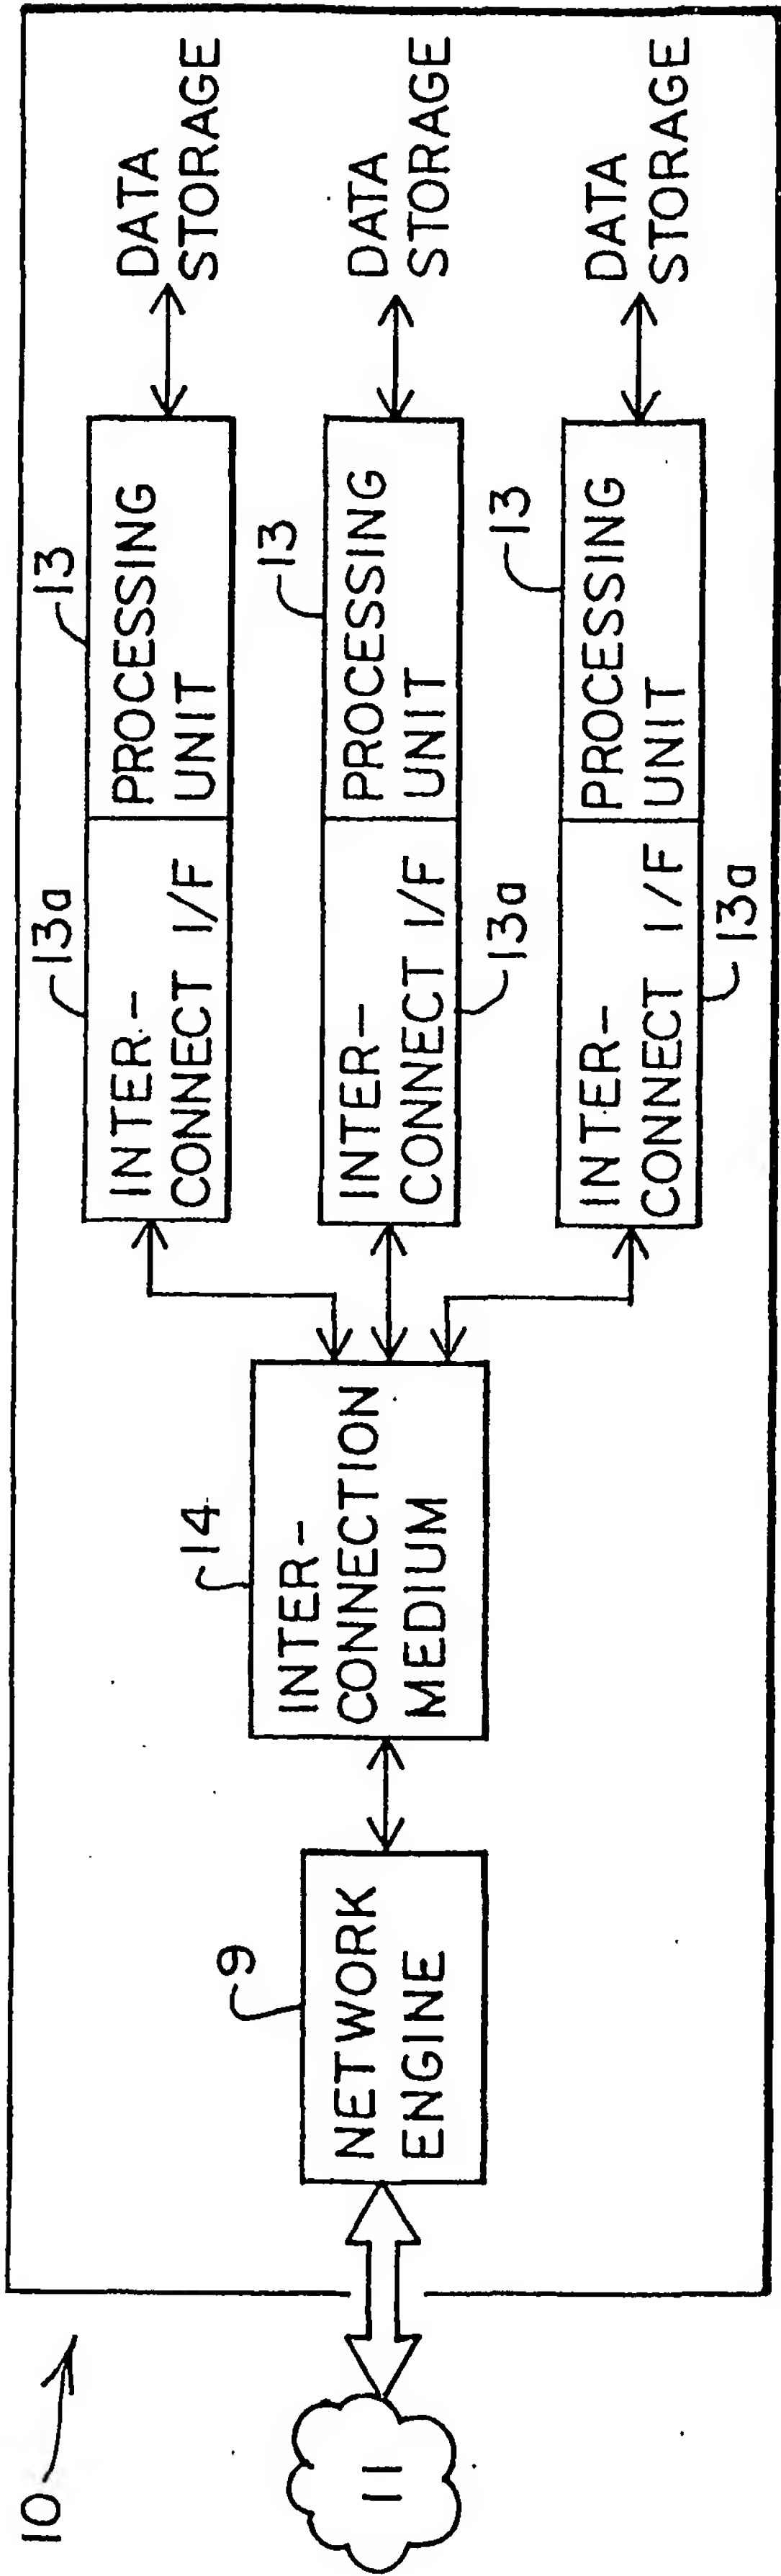 10
11
9
NETWORK
ENGINE
14
INTER-
CONNECTION
MEDIUM
13a
INTER-
CONNECT I/F
13
PROCESSING
UNIT
DATA
STORAGE
INTER-
CONNECT I/F
13a
13
PROCESSING
UNIT
DATA
STORAGE
INTER-
CONNECT I/F
13a
13
PROCESSING
UNIT
DATA
STORAGE